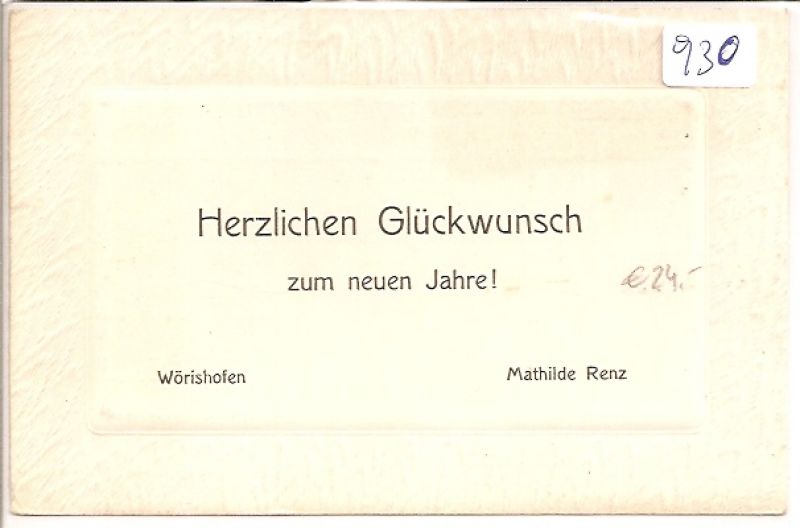 930
Herzlichen Glückwunsch
zum neuen Jahre!
€ 24,-
Wörishofen
Mathilde Renz